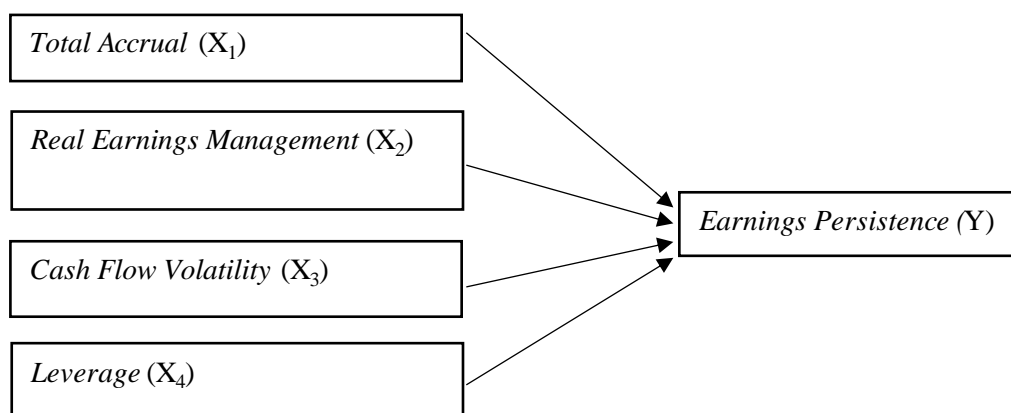 Total Accrual (X₁)
Real Earnings Management (X₂)
Earnings Persistence (Y)
Cash Flow Volatility (X₃)
Leverage (X₄)